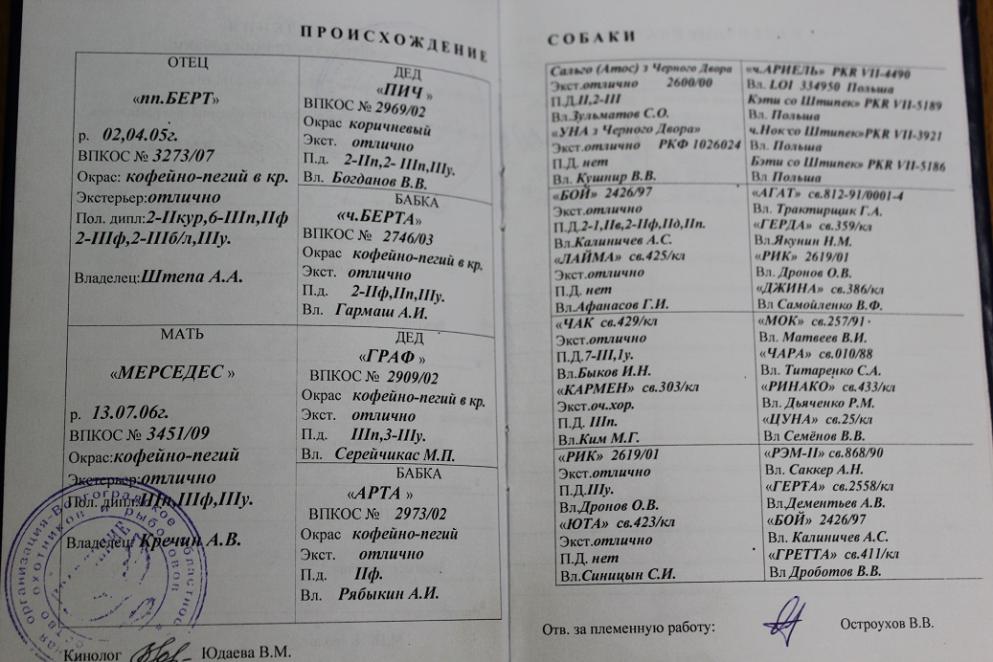 ПРОИСХОЖДЕНИЕ
ОТЕЦ
«пп.БЕРТ»
р. 02,04.05г.
ВПКОС № 3273/07
Окрас: кофейно-пегий в кр.
Экстерьер:отлично
Пол. дипл:2-IIкур,6-IIIп,IIф
2-IIIф,2-IIIб/л,IIIу.
Владелец:Штепа А.А.
МАТЬ
«МЕРСЕДЕС »
р. 13.07.06г.
ВПКОС № 3451/09
Окрас:кофейно-пегий
Экстерьер:отлично
Пол. дипл:IIп,IIIф,IIIу.
Владелец: Кречин А.В.
Кинолог Юдаева В.М.
ДЕД
«ПИЧ »
ВПКОС № 2969/02
Окрас коричневый
Экст. отлично
П.д. 2-IIп,2- IIIп,IIIу.
Вл. Богданов В.В.
БАБКА
«ч.БЕРТА»
ВПКОС № 2746/03
Окрас кофейно-пегий в кр.
Экст. отлично
П.д. 2-IIф,IIп,IIIу.
Вл. Гармаш А.И.
ДЕД
«ГРАФ »
ВПКОС № 2909/02
Окрас кофейно-пегий в кр.
Экст. отлично
П.д. IIIп,3-IIIу.
Вл. Серейчикас М.П.
БАБКА
«АРТА »
ВПКОС № 2973/02
Окрас кофейно-пегий
Экст. отлично
П.д. IIф.
Вл. Рябыкин А.И.
СОБАКИ
Сальго (Атос) з Черного Двора
Экст.отлично 2600/00
П.Д.II,2-III
Вл.Зульматов С.О.
«УНА з Черного Двора»
Экст.отлично РКФ 1026024
П.Д. нет
Вл. Кушнир В.В.
«БОЙ» 2426/97
Экст.отлично
П.Д.2-1,IIв,2-IIф,IIд,IIп.
Вл.Калиничев А.С.
«ЛАЙМА» св.425/кл
Экст.отлично
П.Д. нет
Вл.Афанасов Г.И.
«ЧАК св.429/кл
Экст.отлично
П.Д.7-III,1у.
Вл.Быков И.Н.
«КАРМЕН» св.303/кл
Экст.оч.хор.
П.Д. IIIп.
Вл.Ким М.Г.
«РИК» 2619/01
Экст.отлично
П.Д.IIIу.
Вл.Дронов О.В.
«ЮТА» св.423/кл
Экст.отлично
П.Д. нет
Вл.Синицын С.И.
«ч.АРИЕЛЬ» PKR VII-4490
Вл. LOI 334950 Польша
Кэти со Штипек» PKR VII-5189
Вл. Польша
ч.Нок со Штипек»PKR VII-3921
Вл. Польша
Бэти со Штипек» PKR VII-5186
Вл Польша
«АГАТ» св.812-91/0001-4
Вл. Трактирщик Г.А.
«ГЕРДА» св.359/кл
Вл.Якунин Н.М.
«РИК» 2619/01
Вл. Дронов О.В.
«ДЖИНА» св.386/кл
Вл Самойленко В.Ф.
«МОК» св.257/91
Вл. Матвеев В.И.
«ЧАРА» св.010/88
Вл. Титаренко С.А.
«РИНАКО» св.433/кл
Вл. Дьяченко Р.М.
«ЦУНА» св.25/кл
Вл Семёнов В.В.
«РЭМ-II» св.868/90
Вл. Саккер А.Н.
«ГЕРТА» св.2558/кл
Вл.Дементьев А.В.
«БОЙ» 2426/97
Вл. Калиничев А.С.
«ГРЕТТА» св.411/кл
Вл Дроботов В.В.
Отв. за племенную работу: Остроухов В.В.